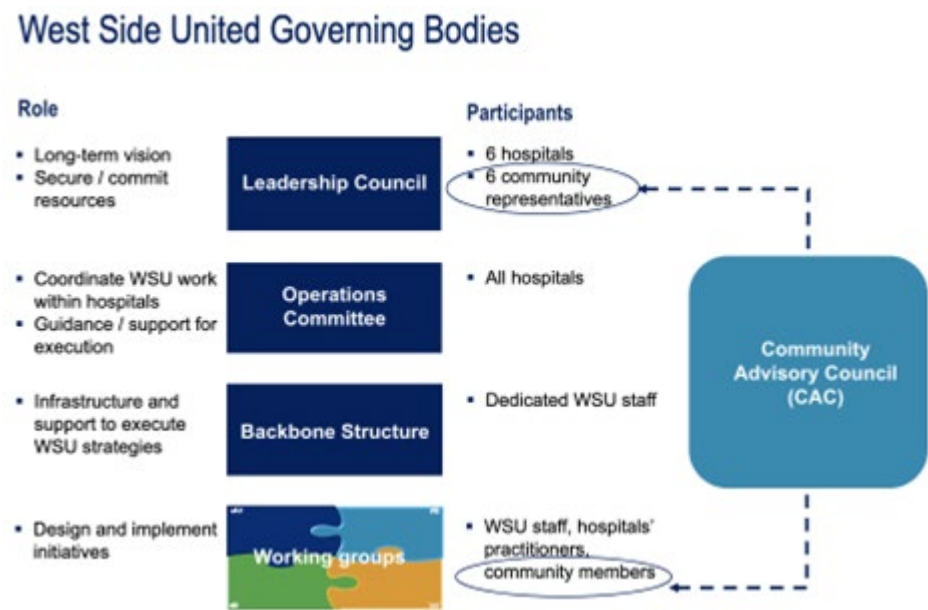 West Side United Governing Bodies
Role
Participants
▪ Long-term vision
▪ Secure / commit
resources
Leadership Council
▪ 6 hospitals
▪ 6 community
representatives
▪ Coordinate WSU work
within hospitals
▪ Guidance / support for
execution
Operations
Committee
▪ All hospitals
Community
Advisory Council
(CAC)
▪ Infrastructure and
support to execute
WSU strategies
Backbone Structure
▪ Dedicated WSU staff
▪ Design and implement
initiatives
Working groups
▪ WSU staff, hospitals'
practitioners,
community members